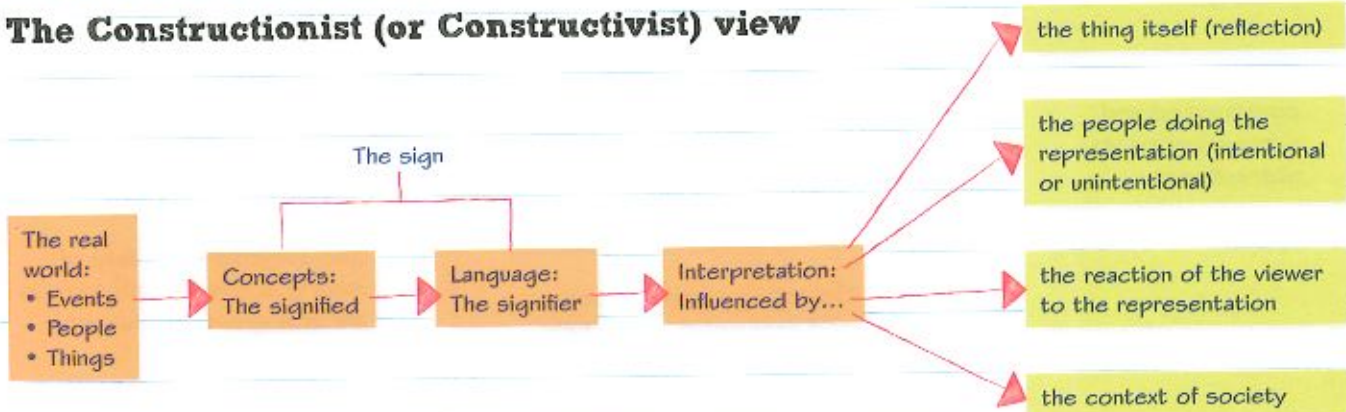 The Constructionist (or Constructivist) view
The sign
The real
world:
• Events
• People
• Things
Concepts:
The signified
Language:
The signifier
Interpretation:
Influenced by...
the thing itself (reflection)
the people doing the
representation (intentional
or unintentional)
the reaction of the viewer
to the representation
the context of society